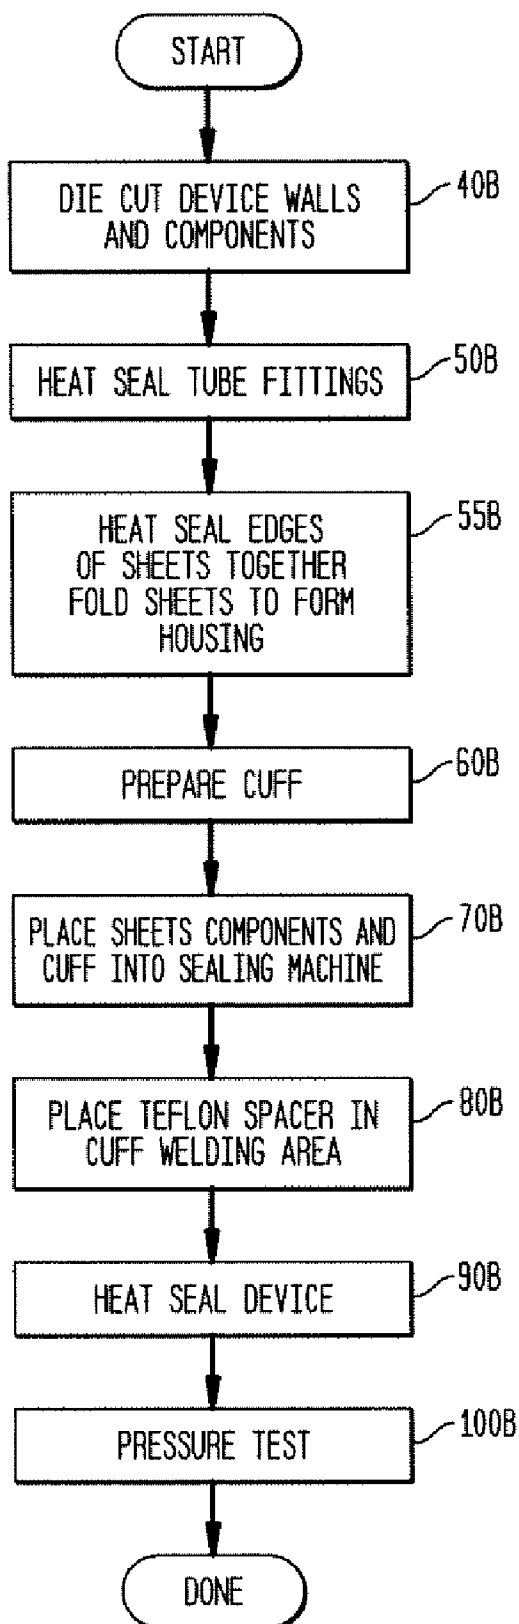 START
DIE CUT DEVICE WALLS
AND COMPONENTS
40B
HEAT SEAL TUBE FITTINGS
50B
HEAT SEAL EDGES
OF SHEETS TOGETHER
FOLD SHEETS TO FORM
HOUSING
55B
PREPARE CUFF
60B
PLACE SHEETS COMPONENTS AND
CUFF INTO SEALING MACHINE
70B
PLACE TEFLON SPACER IN
CUFF WELDING AREA
80B
HEAT SEAL DEVICE
90B
PRESSURE TEST
100B
DONE